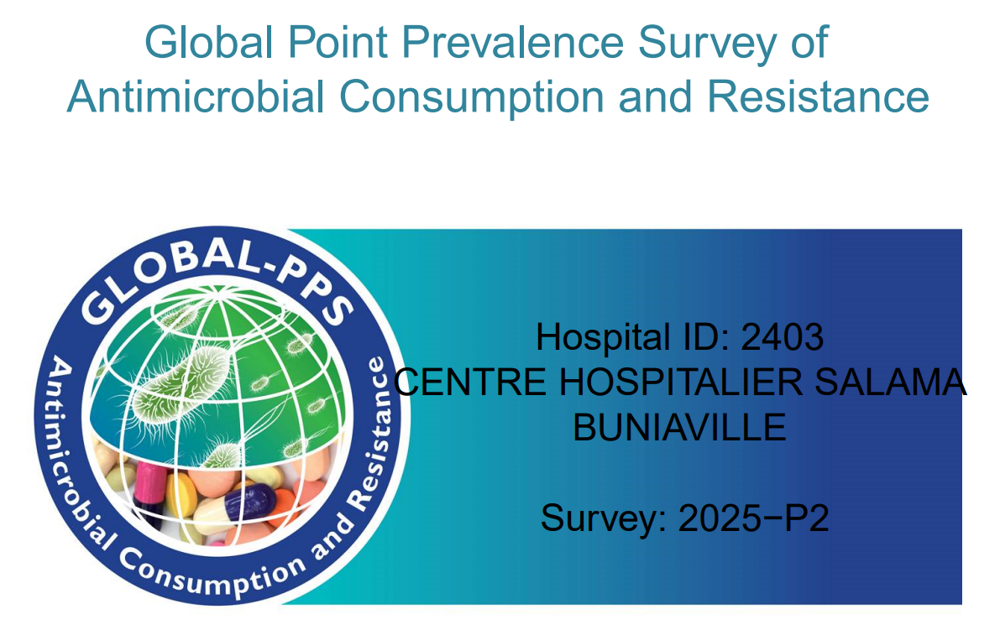 Global Point Prevalence Survey of
Antimicrobial Consumption and Resistance
GLOBAL-PPS
Antimicrobial Consumption and Resistance
Hospital ID: 2403
CENTRE HOSPITALIER SALAMA
BUNIAVILLE
Survey: 2025−P2